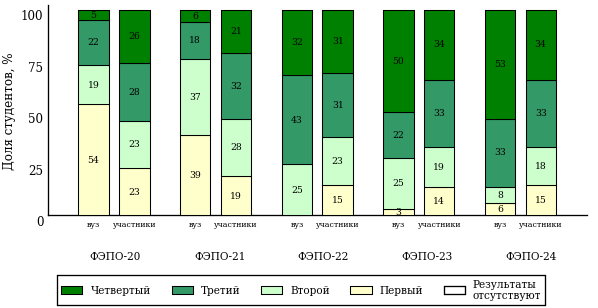 Доля студентов, %
100
75
50
25
0
5 26 6 21 32 31 50 34 53 34
22 28 18 32 43 31 22 33 33 33
19 23 37 28 25 23 25 19 8 18
54 23 39 19 15 3 14 6 15
вуз участники вуз участники вуз участники вуз участники вуз участники
ФЭПО-20 ФЭПО-21 ФЭПО-22 ФЭПО-23 ФЭПО-24
Четвертый Третий Второй Первый Результаты
отсутствуют